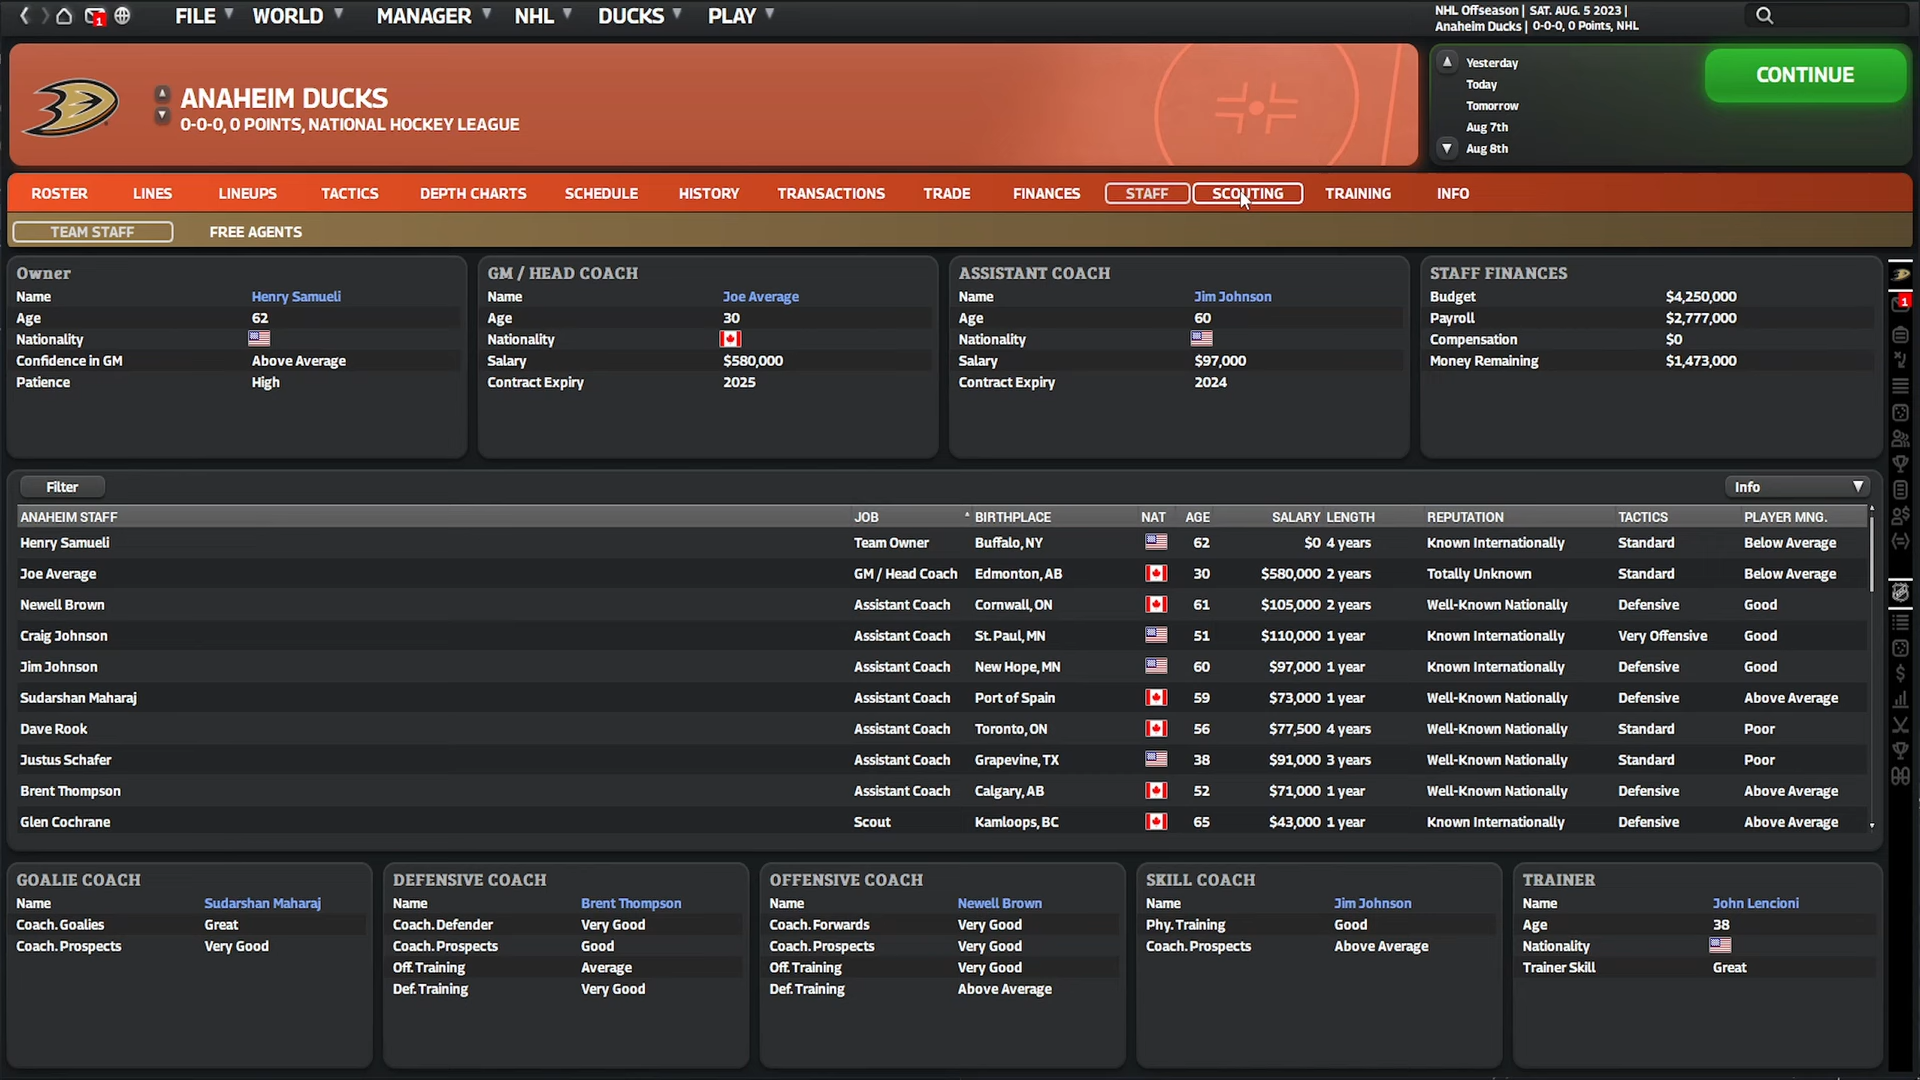 1
FILE WORLD MANAGER NHL DUCKS PLAY
NHL Offseason | SAT. AUG. 5 2023 |
Anaheim Ducks | 0-0-0, 0 Points, NHL
ANAHEIM DUCKS
0-0-0, 0 POINTS, NATIONAL HOCKEY LEAGUE
Yesterday
Today
Tomorrow
Aug 7th
Aug 8th
CONTINUE
ROSTER LINES LINEUPS TACTICS DEPTH CHARTS SCHEDULE HISTORY TRANSACTIONS TRADE FINANCES STAFF SCOUTING TRAINING INFO
TEAM STAFF FREE AGENTS
Owner
Name Henry Samueli
Age 62
Nationality
Confidence in GM Above Average
Patience High
GM / HEAD COACH
Name Joe Average
Age 30
Nationality
Salary $580,000
Contract Expiry 2025
ASSISTANT COACH
Name Jim Johnson
Age 60
Nationality
Salary $97,000
Contract Expiry 2024
STAFF FINANCES
Budget $4,250,000
Payroll $2,777,000
Compensation $0
Money Remaining $1,473,000
1
Filter Info
ANAHEIM STAFF JOB BIRTHPLACE NAT AGE SALARY LENGTH REPUTATION TACTICS PLAYER MNG.
Henry Samueli Team Owner Buffalo, NY 62 $0 4 years Known Internationally Standard Below Average
Joe Average GM / Head Coach Edmonton, AB 30 $580,000 2 years Totally Unknown Standard Below Average
Newell Brown Assistant Coach Cornwall, ON 61 $105,000 2 years Well-Known Nationally Defensive Good
Craig Johnson Assistant Coach St. Paul, MN 51 $110,000 1 year Known Internationally Very Offensive Good
Jim Johnson Assistant Coach New Hope, MN 60 $97,000 1 year Known Internationally Defensive Good
Sudarshan Maharaj Assistant Coach Port of Spain 59 $73,000 1 year Well-Known Nationally Defensive Above Average
Dave Rook Assistant Coach Toronto, ON 56 $77,500 4 years Well-Known Nationally Standard Poor
Justus Schafer Assistant Coach Grapevine, TX 38 $91,000 3 years Well-Known Nationally Standard Poor
Brent Thompson Assistant Coach Calgary, AB 52 $71,000 1 year Well-Known Nationally Defensive Above Average
Glen Cochrane Scout Kamloops, BC 65 $43,000 1 year Known Internationally Defensive Above Average
GOALIE COACH
Name Sudarshan Maharaj
Coach. Goalies Great
Coach. Prospects Very Good
DEFENSIVE COACH
Name Brent Thompson
Coach. Defender Very Good
Coach. Prospects Good
Off. Training Average
Def. Training Very Good
OFFENSIVE COACH
Name Newell Brown
Coach. Forwards Very Good
Coach. Prospects Very Good
Off. Training Very Good
Def. Training Above Average
SKILL COACH
Name Jim Johnson
Phy. Training Good
Coach. Prospects Above Average
TRAINER
Name John Lencioni
Age 38
Nationality
Trainer Skill Great